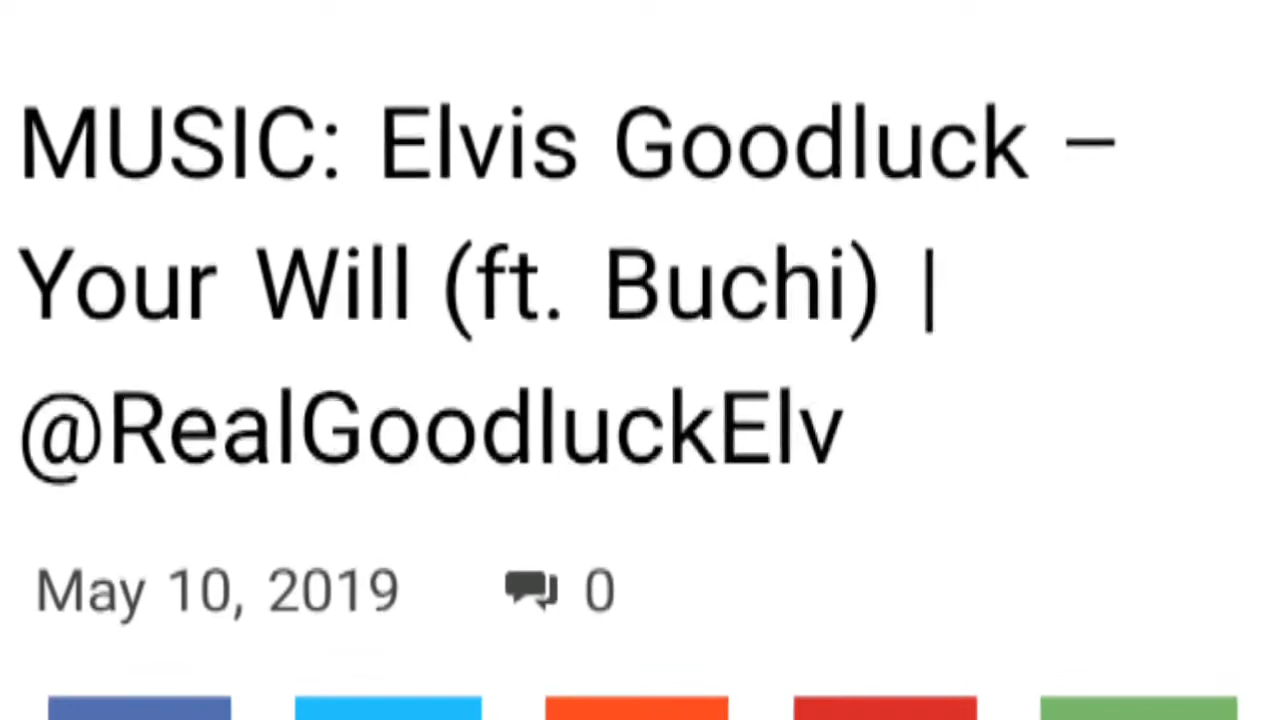 MUSIC: Elvis Goodluck –
Your Will (ft. Buchi) |
@RealGoodluckElv
May 10, 2019 0